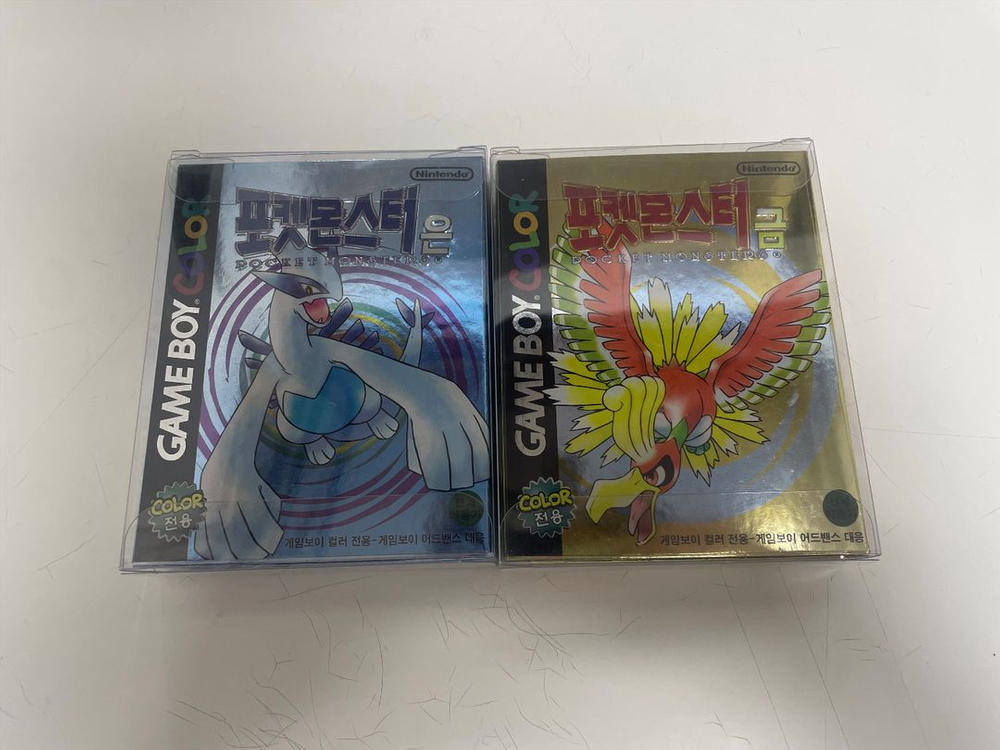 Nintendo
포켓몬스터 은
POCKET MONSTERS
GAME BOY COLOR
COLOR
전용
게임보이 컬러 전용-게임보이 어드밴스 대응
Nintendo
포켓몬스터 금
POCKET MONSTERS
GAME BOY COLOR
COLOR
전용
게임보이 컬러 전용-게임보이 어드밴스 대응